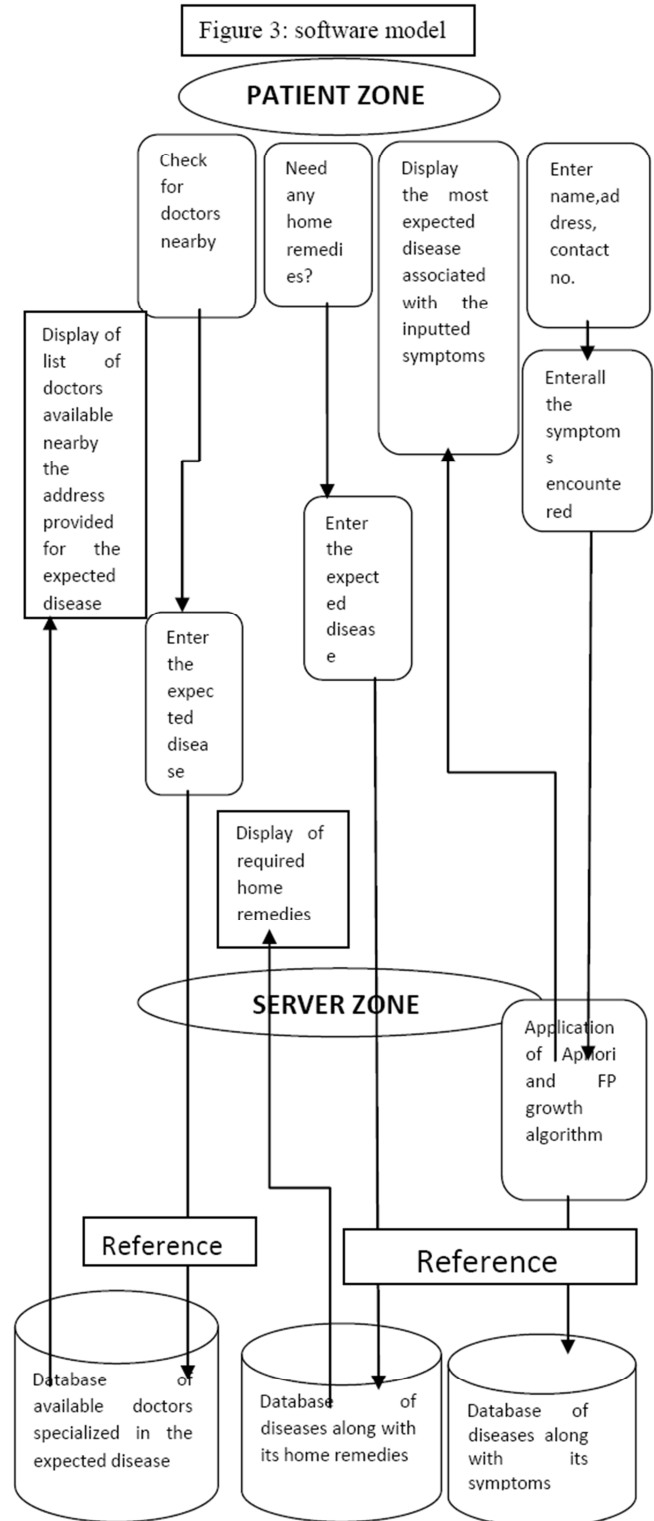 Figure 3: software model
PATIENT ZONE
Check
for
doctors
nearby
Need
any
home
remedi
es?
Display
the most
expected
disease
associated
with the
inputted
symptoms
Enter
name,ad
dress,
contact
no.
Display of
list of
doctors
available
nearby
the
address
provided
for the
expected
disease
Enterall
the
symptom
s
encounte
red
Enter
the
expect
ed
diseas
e
Enter
the
expec
ted
disea
se
Display of
required
home
remedies
SERVER ZONE
Application
of Apriori
and FP
growth
algorithm
Reference
Reference
Database of
available doctors
specialized in the
expected disease
Database of
diseases along with
its home remedies
Database of
diseases along
with its
symptoms